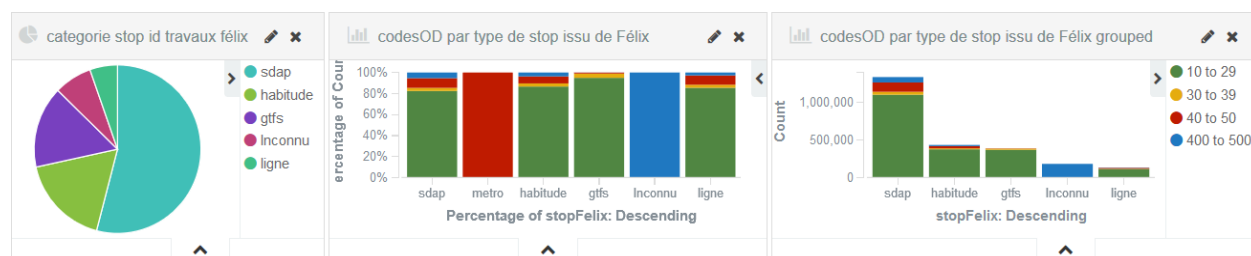 categorie stop id travaux félix
sdap
habitude
gtfs
Inconnu
ligne
codesOD par type de stop issu de Félix
ercentage of Cour
100%
80%
60%
40%
20%
0%
sdap metro habitude gtfs Inconnu ligne
Percentage of stopFelix: Descending
codesOD par type de stop issu de Félix grouped
Count
1,000,000
500,000
0
sdap habitude gtfs Inconnu ligne
stopFelix: Descending
10 to 29
30 to 39
40 to 50
400 to 500